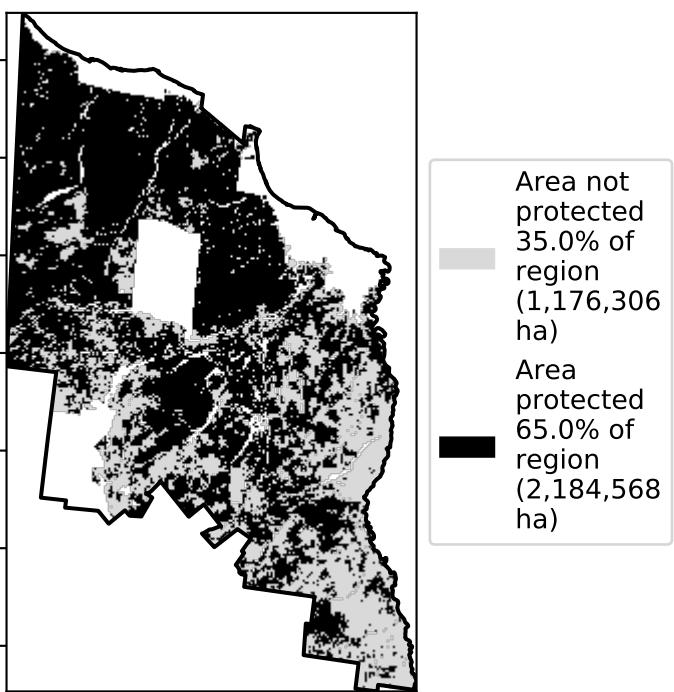 Area not
protected
35.0% of
region
(1,176,306
ha)
Area
protected
65.0% of
region
(2,184,568
ha)